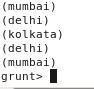 (mumbai)
(delhi)
(kolkata)
(delhi)
(mumbai)
grunt>